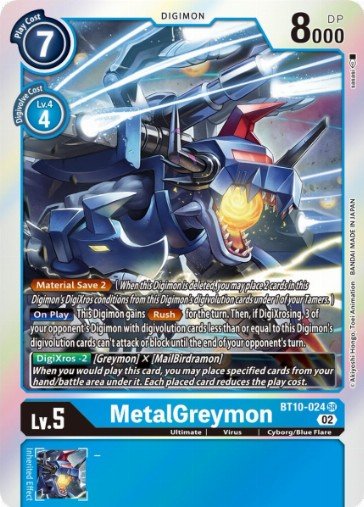 DIGIMON
Play Cost
7
8000
DP
Digivolve Cost
Lv.4
4
Material Save 2 (When this Digimon is deleted, you may place 2 cards in this
Digimon's DigiXros conditions from this Digimon's digivolution cards under 1 of your Tamers.)
On Play This Digimon gains Rush for the turn. Then, if DigiXrosing, 3 of
your opponent's Digimon with digivolution cards less than or equal to this Digimon's
digivolution cards can't attack or block until the end of your opponent's turn.
DigiXros -2 [Greymon] × [MailBirdramon]
When you would play this card, you may place specified cards from your
hand/battle area under it. Each placed card reduces the play cost.
©Akiyoshi Hongo, Toei Animation BANDAI MADE IN JAPAN
Lv.5
MetalGreymon
BT10-024 SR
02
Ultimate | Virus | Cyborg/Blue Flare
Inherited Effect
-